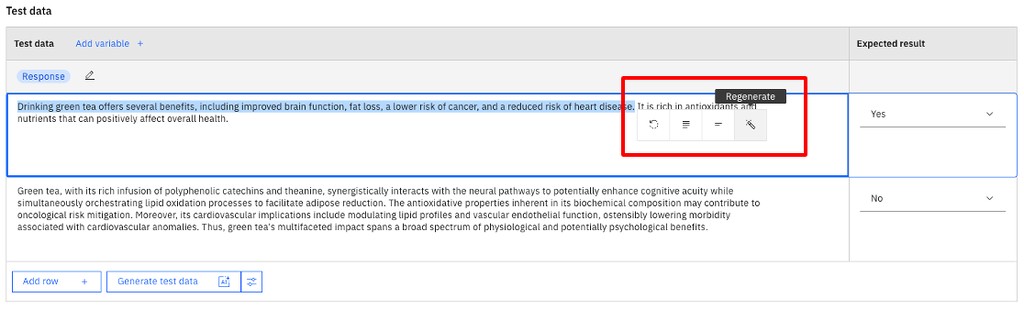 Test data
Test data Add variable + Expected result
Response
Regenerate
Drinking green tea offers several benefits, including improved brain function, fat loss, a lower risk of cancer, and a reduced risk of heart disease. It is rich in antioxidants and
nutrients that can positively affect overall health.
Yes
Green tea, with its rich infusion of polyphenolic catechins and theanine, synergistically interacts with the neural pathways to potentially enhance cognitive acuity while
simultaneously orchestrating lipid oxidation processes to facilitate adipose reduction. The antioxidative properties inherent in its biochemical composition may contribute to
oncological risk mitigation. Moreover, its cardiovascular implications include modulating lipid profiles and vascular endothelial function, ostensibly lowering morbidity
associated with cardiovascular anomalies. Thus, green tea's multifaceted impact spans a broad spectrum of physiological and potentially psychological benefits.
No
Add row + Generate test data AI